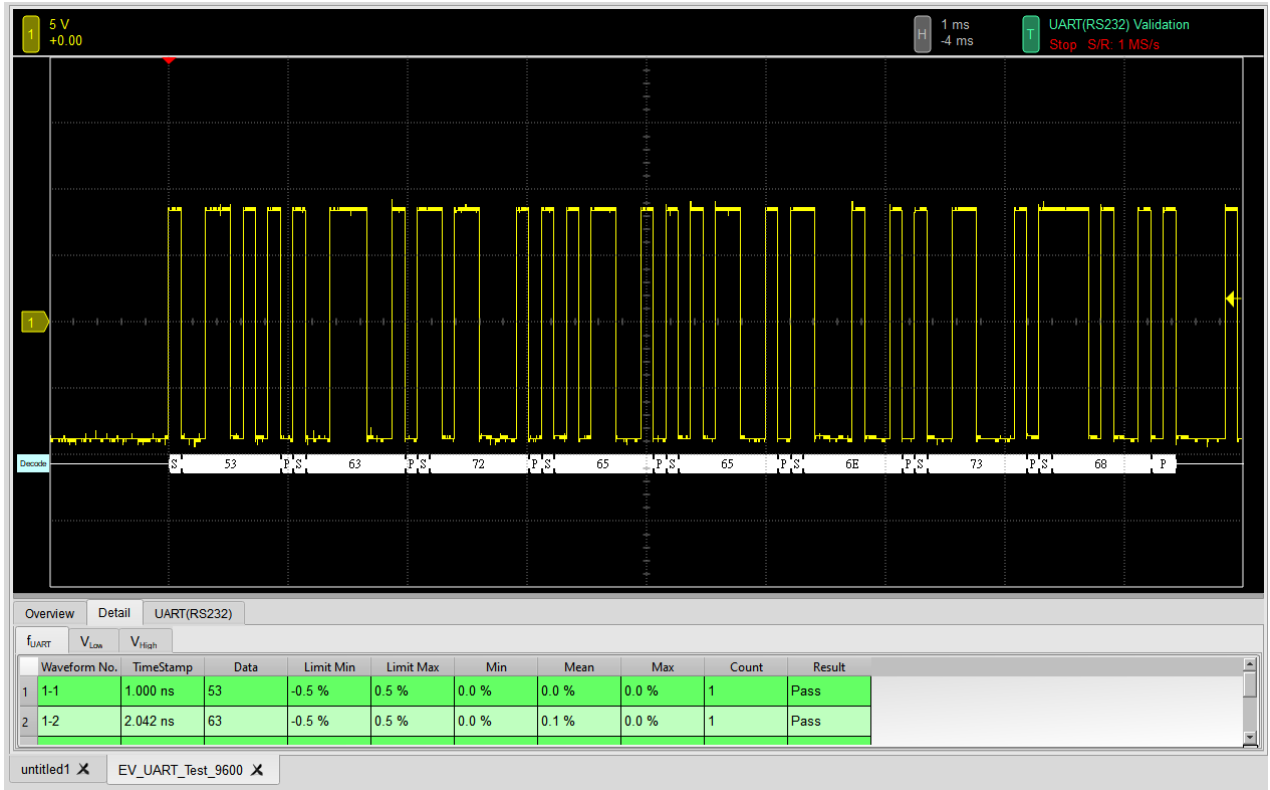 1 5 V +0.00
H 1 ms -4 ms
T UART(RS232) Validation
Stop S/R: 1 MS/s
1
Decode S 53 P S 63 P S 72 P S 65 P S 65 P S 6E P S 73 P S 68 P
Overview Detail UART(RS232)
fUART VLow VHigh
Waveform No. TimeStamp Data Limit Min Limit Max Min Mean Max Count Result
1 1-1 1.000 ns 53 -0.5 % 0.5 % 0.0 % 0.0 % 0.0 % 1 Pass
2 1-2 2.042 ns 63 -0.5 % 0.5 % 0.0 % 0.1 % 0.0 % 1 Pass
untitled1 X EV_UART_Test_9600 X